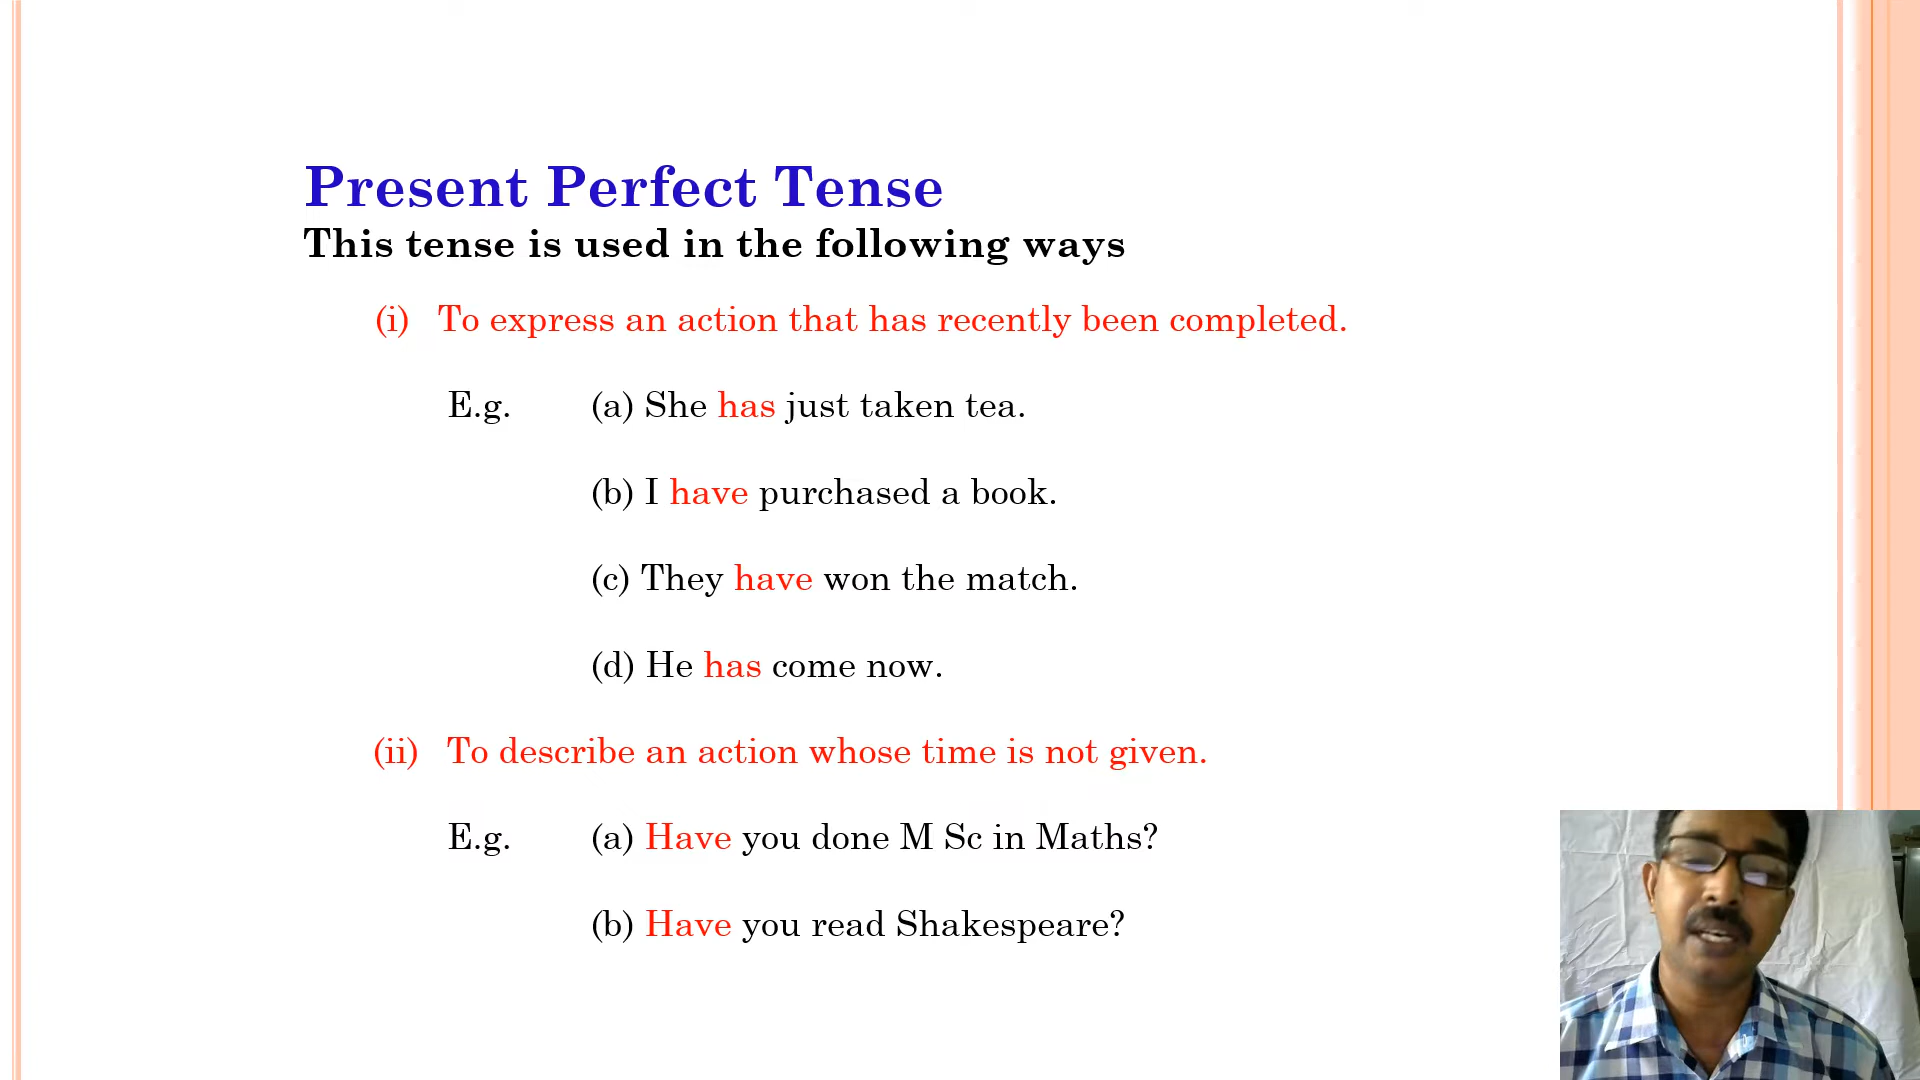 Present Perfect Tense
This tense is used in the following ways
(i) To express an action that has recently been completed.
E.g. (a) She has just taken tea.
(b) I have purchased a book.
(c) They have won the match.
(d) He has come now.
(ii) To describe an action whose time is not given.
E.g. (a) Have you done M Sc in Maths?
(b) Have you read Shakespeare?